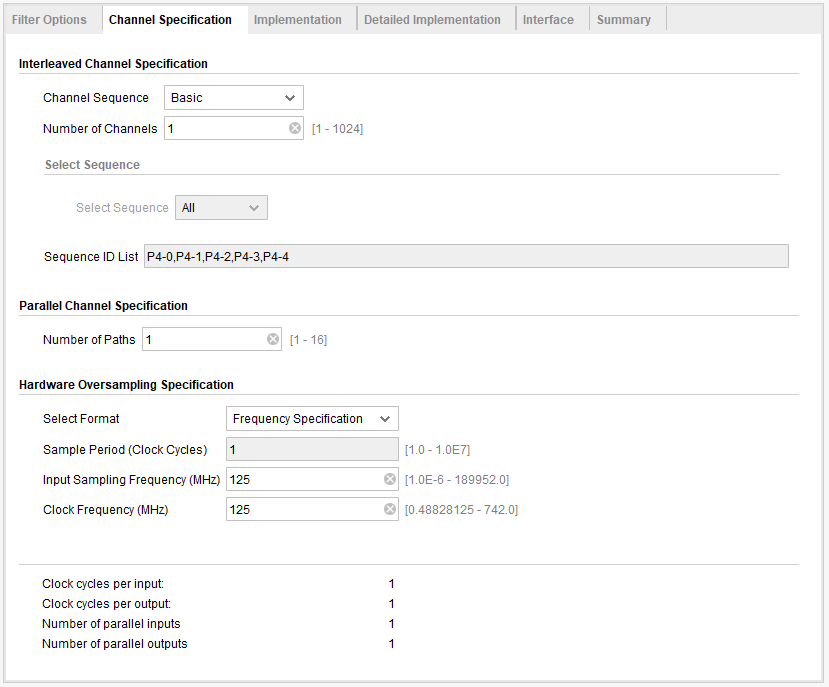 Filter Options Channel Specification Implementation Detailed Implementation Interface Summary
Interleaved Channel Specification
Channel Sequence Basic
Number of Channels 1 [1 - 1024]
Select Sequence
Select Sequence All
Sequence ID List P4-0,P4-1,P4-2,P4-3,P4-4
Parallel Channel Specification
Number of Paths 1 [1 - 16]
Hardware Oversampling Specification
Select Format Frequency Specification
Sample Period (Clock Cycles) 1 [1.0 - 1.0E7]
Input Sampling Frequency (MHz) 125 [1.0E-6 - 189952.0]
Clock Frequency (MHz) 125 [0.48828125 - 742.0]
Clock cycles per input: 1
Clock cycles per output: 1
Number of parallel inputs 1
Number of parallel outputs 1